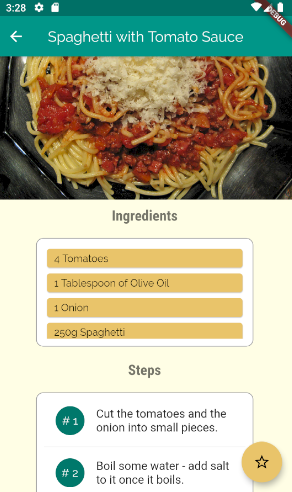 3:28
DEBUG
Spaghetti with Tomato Sauce
Ingredients
4 Tomatoes
1 Tablespoon of Olive Oil
1 Onion
250g Spaghetti
Steps
# 1
Cut the tomatoes and the
onion into small pieces.
# 2
Boil some water - add salt
to it once it boils.